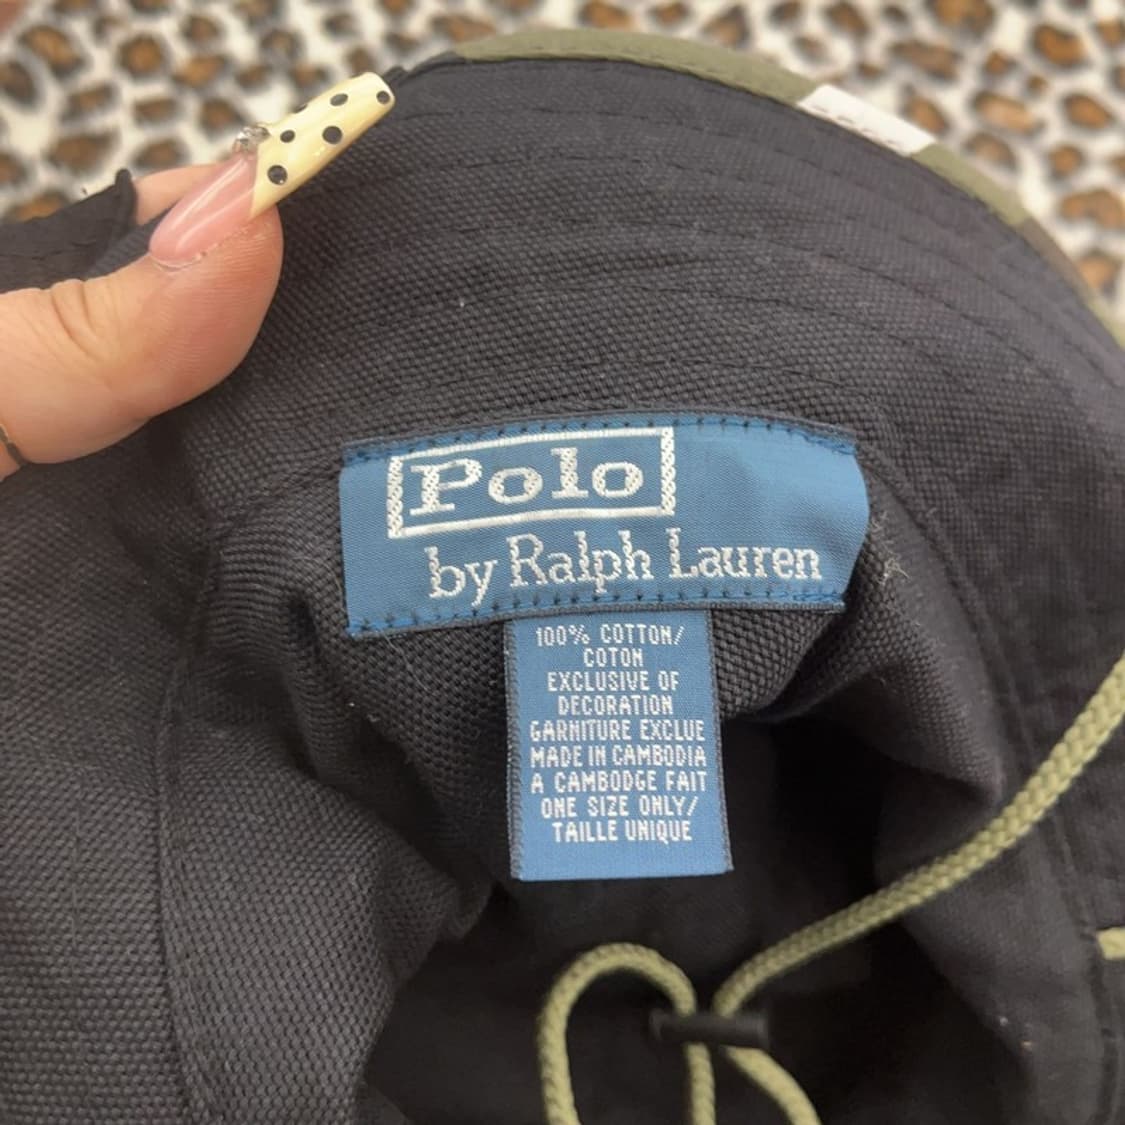 Polo
by Ralph Lauren
100% COTTON/
COTON
EXCLUSIVE OF
DECORATION
GARNITURE EXCLUE
MADE IN CAMBODIA
A CAMBODGE FAIT
ONE SIZE ONLY/
TAILLE UNIQUE